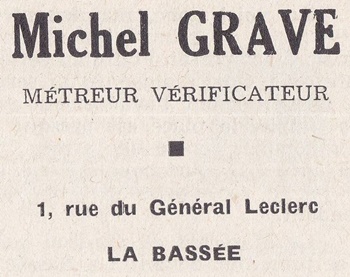 Michel GRAVE
MÉTREUR VÉRIFICATEUR
1, rue du Général Leclerc
LA BASSÉE